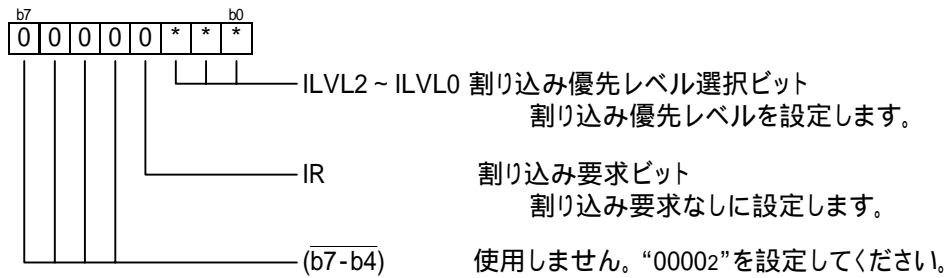 b7 b0
0 0 0 0 0 * * *
ILVL2 ~ ILVL0 割り込み優先レベル選択ビット
割り込み優先レベルを設定します。
IR 割り込み要求ビット
割り込み要求なしに設定します。
(b7-b4) 使用しません。“00002”を設定してください。